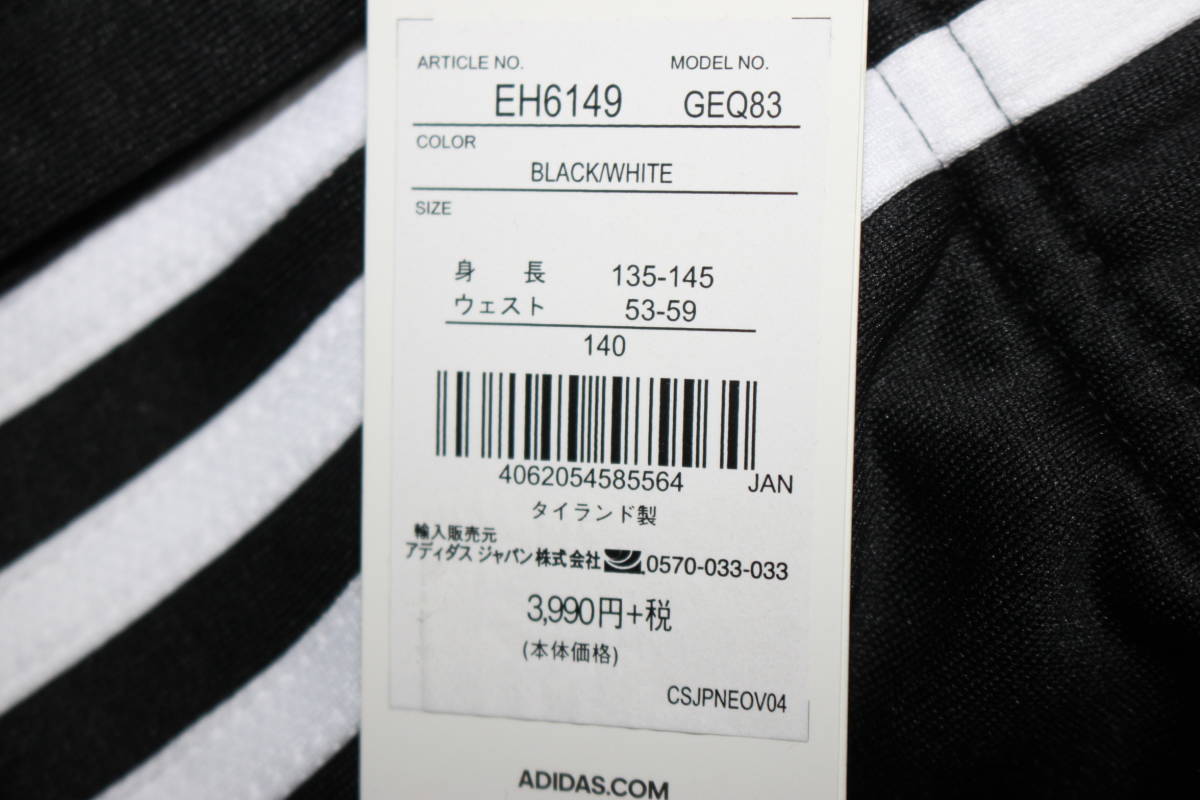 ARTICLE NO. MODEL NO.
EH6149 GEQ83
COLOR
BLACK/WHITE
SIZE
身 長 135-145
ウェスト 53-59
140
4062054585564 JAN
タイランド製
輸入販売元
アディダス ジャパン株式会社 0570-033-033
3,990円+税
(本体価格)
CSJPNEOV04
ADIDAS.COM